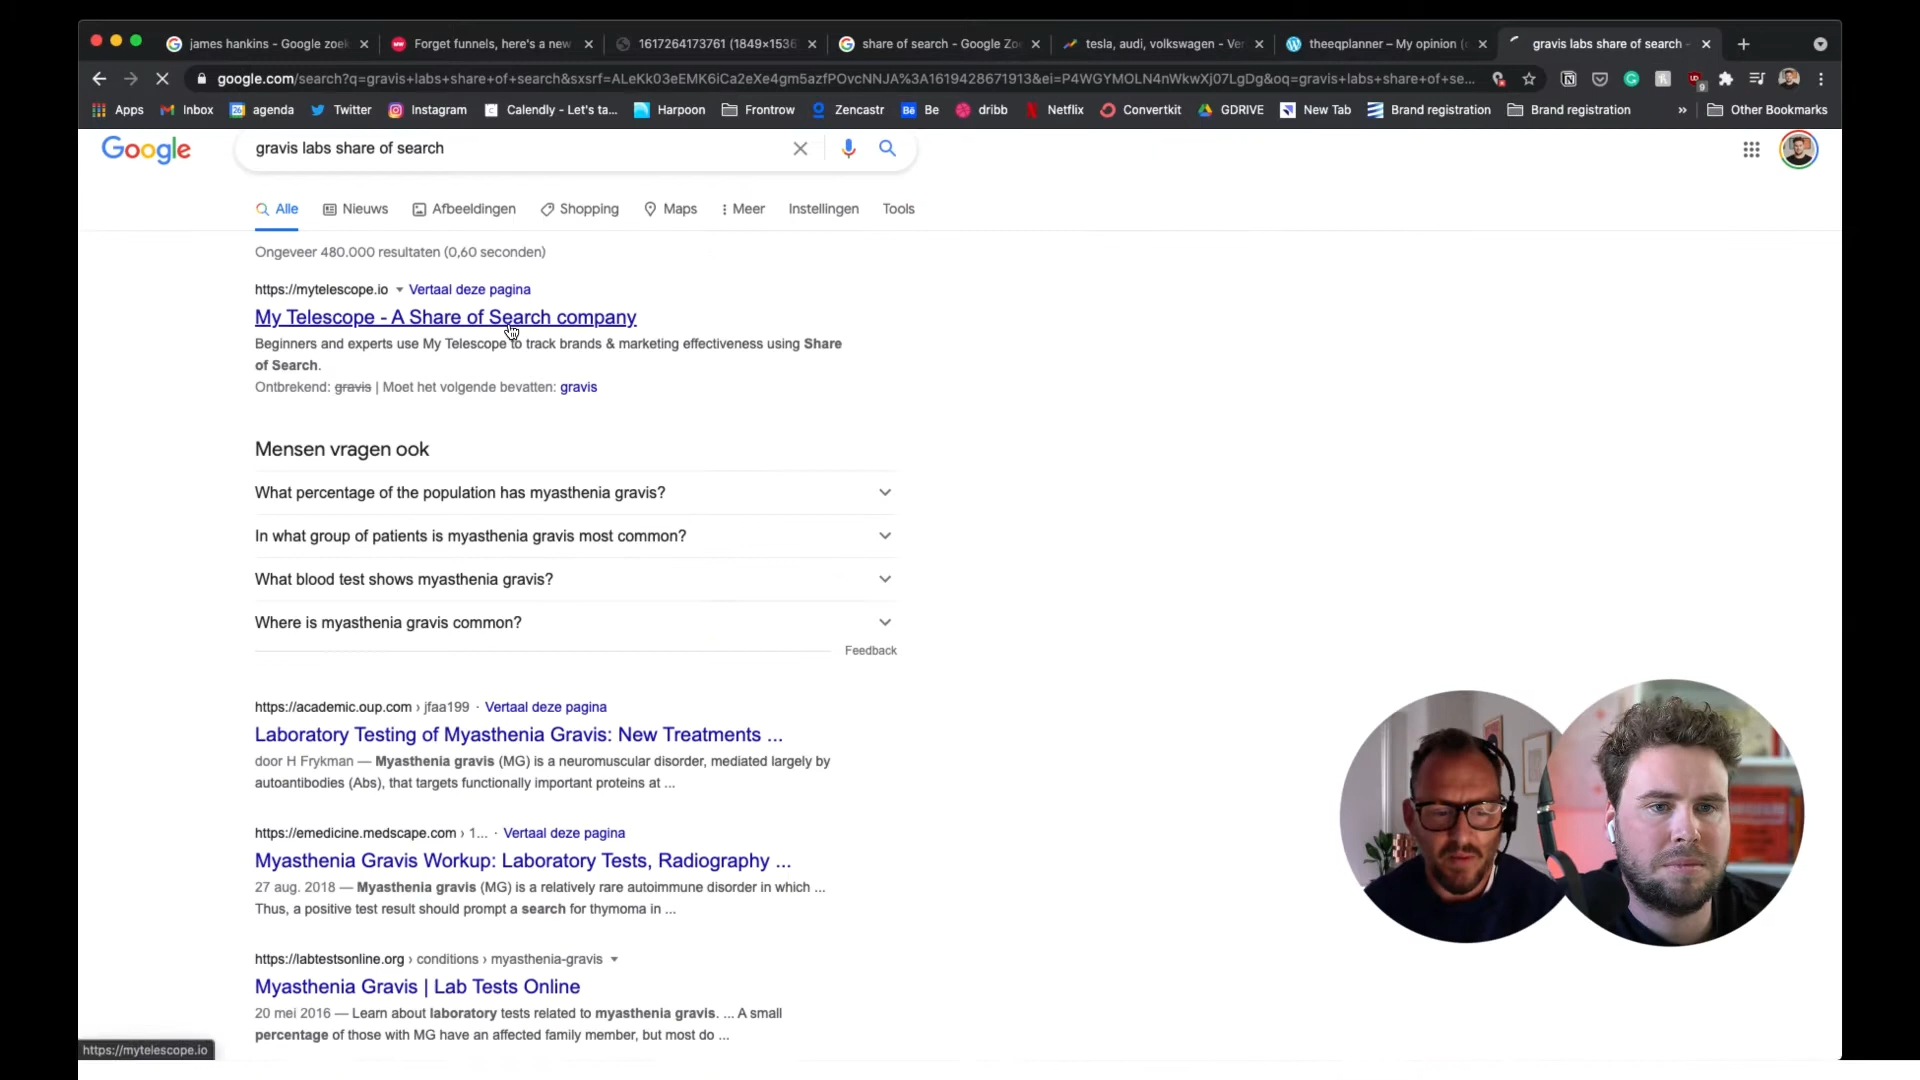 james hankins - Google zoek
Forget funnels, here's a new
1617264173761 (1849×1536
share of search - Google Zo
tesla, audi, volkswagen - Ver
theeqplanner – My opinion (
gravis labs share of search -
google.com/search?q=gravis+labs+share+of+search&sxsrf=ALeKk03eEMK6iCa2eXe4gm5azfPOvcNNJA%3A1619428671913&ei=P4WGYMOLN4nWkwXj07LgDg&oq=gravis+labs+share+of+se...
9
Apps Inbox agenda Twitter Instagram Calendly - Let's ta... Harpoon Frontrow Zencastr Be dribb Netflix Convertkit GDRIVE New Tab Brand registration Brand registration » Other Bookmarks
Google
gravis labs share of search
Alle Nieuws Afbeeldingen Shopping Maps Meer Instellingen Tools
Ongeveer 480.000 resultaten (0,60 seconden)
https://mytelescope.io Vertaal deze pagina
My Telescope - A Share of Search company
Beginners and experts use My Telescope to track brands & marketing effectiveness using Share
of Search.
Ontbrekend: gravis | Moet het volgende bevatten: gravis
Mensen vragen ook
What percentage of the population has myasthenia gravis?
In what group of patients is myasthenia gravis most common?
What blood test shows myasthenia gravis?
Where is myasthenia gravis common?
Feedback
https://academic.oup.com › jfaa199 · Vertaal deze pagina
Laboratory Testing of Myasthenia Gravis: New Treatments ...
door H Frykman — Myasthenia gravis (MG) is a neuromuscular disorder, mediated largely by
autoantibodies (Abs), that targets functionally important proteins at ...
https://emedicine.medscape.com › 1... · Vertaal deze pagina
Myasthenia Gravis Workup: Laboratory Tests, Radiography ...
27 aug. 2018 — Myasthenia gravis (MG) is a relatively rare autoimmune disorder in which ...
Thus, a positive test result should prompt a search for thymoma in ...
https://labtestsonline.org › conditions › myasthenia-gravis
Myasthenia Gravis | Lab Tests Online
20 mei 2016 — Learn about laboratory tests related to myasthenia gravis. ... A small
percentage of those with MG have an affected family member, but most do ...
https://mytelescope.io